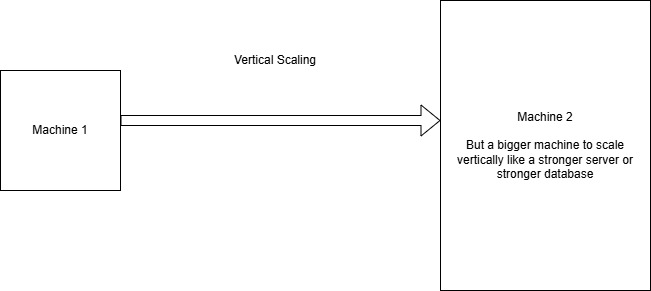 Vertical Scaling
Machine 1
Machine 2
But a bigger machine to scale
vertically like a stronger server or
stronger database